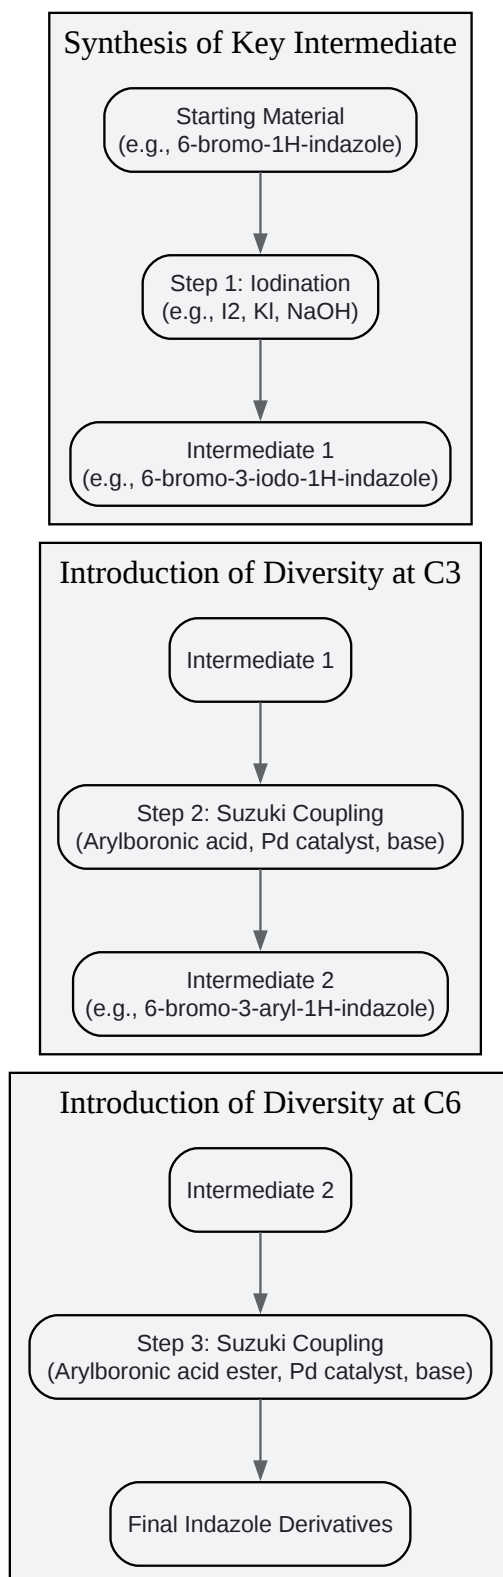 Synthesis of Key Intermediate
Starting Material
(e.g., 6-bromo-1H-indazole)
Step 1: Iodination
(e.g., I2, KI, NaOH)
Intermediate 1
(e.g., 6-bromo-3-iodo-1H-indazole)
Introduction of Diversity at C3
Intermediate 1
Step 2: Suzuki Coupling
(Arylboronic acid, Pd catalyst, base)
Intermediate 2
(e.g., 6-bromo-3-aryl-1H-indazole)
Introduction of Diversity at C6
Intermediate 2
Step 3: Suzuki Coupling
(Arylboronic acid ester, Pd catalyst, base)
Final Indazole Derivatives